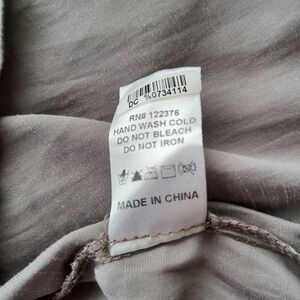 DC %0734114
RN# 122376
HAND WASH COLD
DO NOT BLEACH
DO NOT IRON
MADE IN CHINA